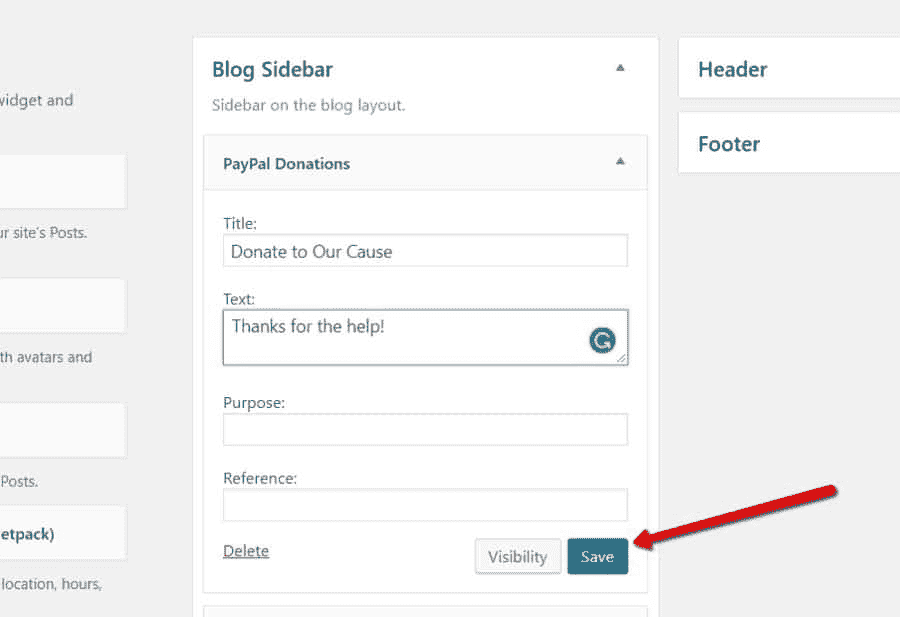 widget and
ur site's Posts.
th avatars and
Posts.
etpack)
location, hours,
Blog Sidebar
Sidebar on the blog layout.
PayPal Donations
Title:
Donate to Our Cause
Text:
Thanks for the help!
Purpose:
Reference:
Delete
Visibility
Save
Header
Footer